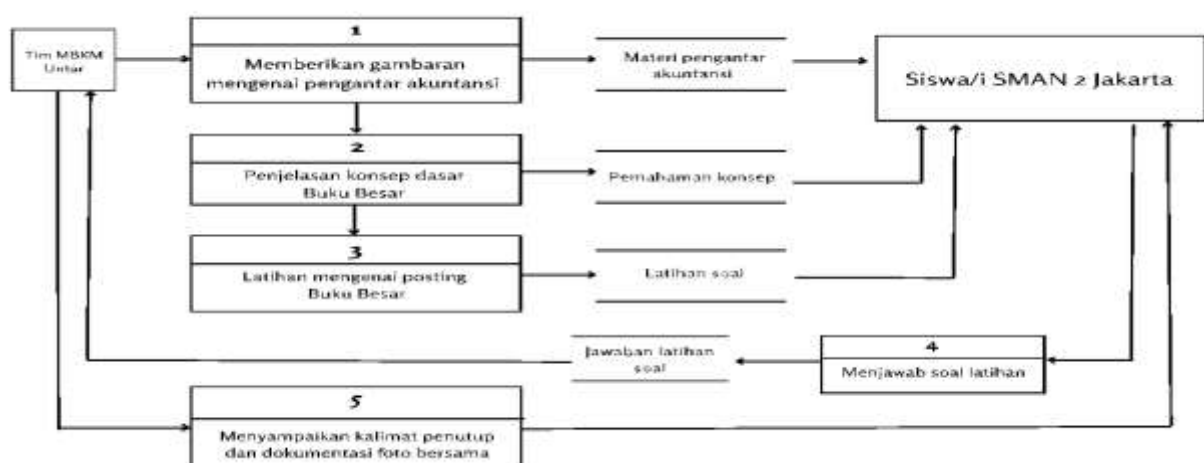 Tim MBKM
Untar
1
Memberikan gambaran
mengenai pengantar akuntansi
Materi pengantar
akuntansi
Siswa/i SMAN 2 Jakarta
2
Penjelasan konsep dasar
Buku Besar
Pemahaman konsep
3
Latihan mengenai posting
Buku Besar
Latihan soal
Jawaban latihan
soal
4
Menjawab soal latihan
5
Menyampaikan kalimat penutup
dan dokumentasi foto bersama